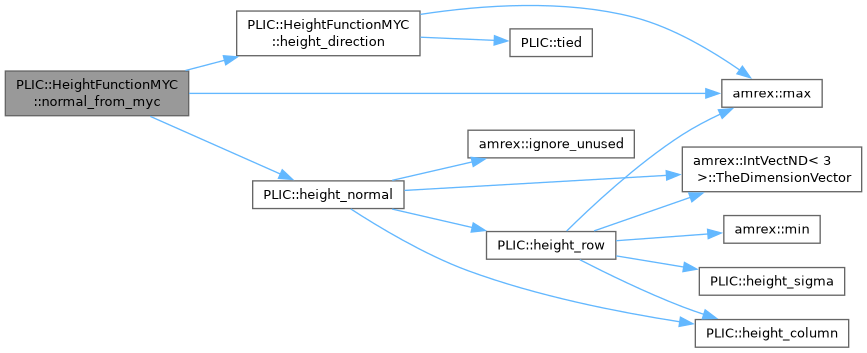 PLIC::HeightFunctionMYC
::height_direction
PLIC::tied
PLIC::HeightFunctionMYC
::normal_from_myc
amrex::max
amrex::ignore_unused
amrex::IntVectND< 3
>::TheDimensionVector
PLIC::height_normal
amrex::min
PLIC::height_row
PLIC::height_sigma
PLIC::height_column